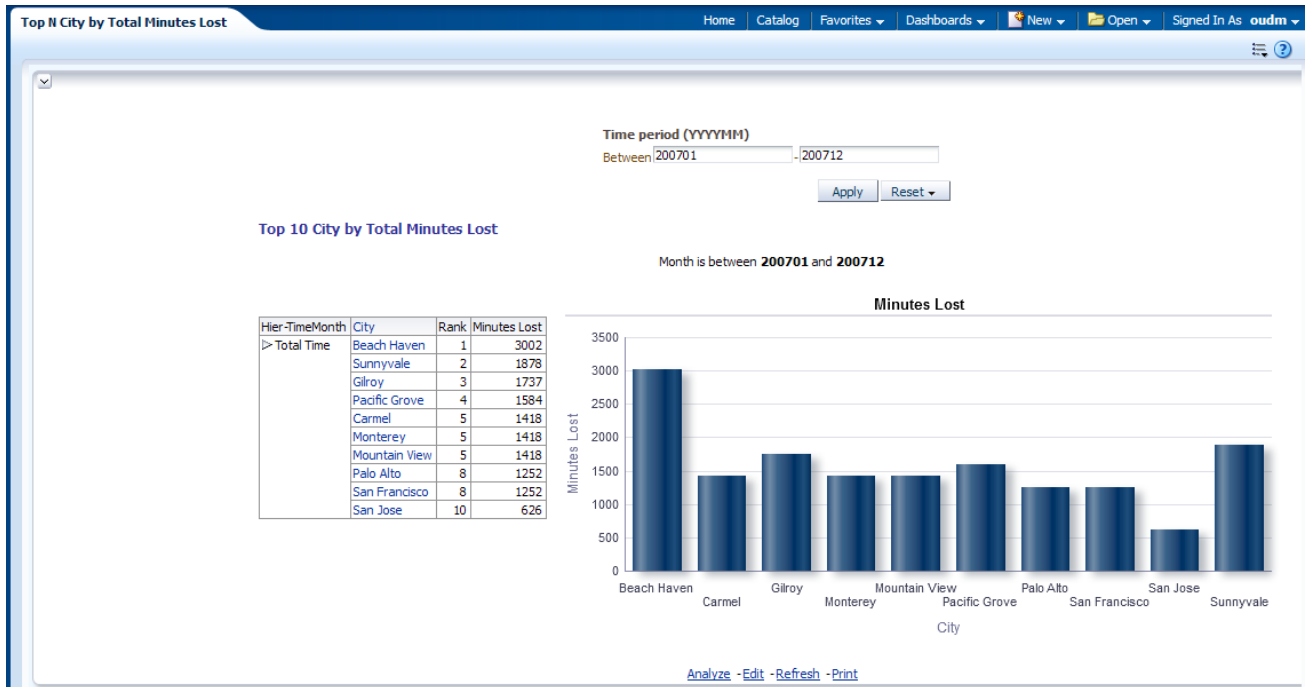 Top N City by Total Minutes Lost
Home Catalog Favorites Dashboards New Open Signed In As oudm
Time period (YYYYMM)
Between 200701 - 200712
Apply Reset
Top 10 City by Total Minutes Lost
Month is between 200701 and 200712
Hier-TimeMonth City Rank Minutes Lost
Total Time Beach Haven 1 3002
Sunnyvale 2 1878
Gilroy 3 1737
Pacific Grove 4 1584
Carmel 5 1418
Monterey 5 1418
Mountain View 5 1418
Palo Alto 8 1252
San Francisco 8 1252
San Jose 10 626
Minutes Lost
3500
3000
2500
2000
1500
1000
500
0
Minutes Lost
Beach Haven Gilroy Mountain View Palo Alto San Jose
Carmel Monterey Pacific Grove San Francisco Sunnyvale
City
Analyze - Edit - Refresh - Print